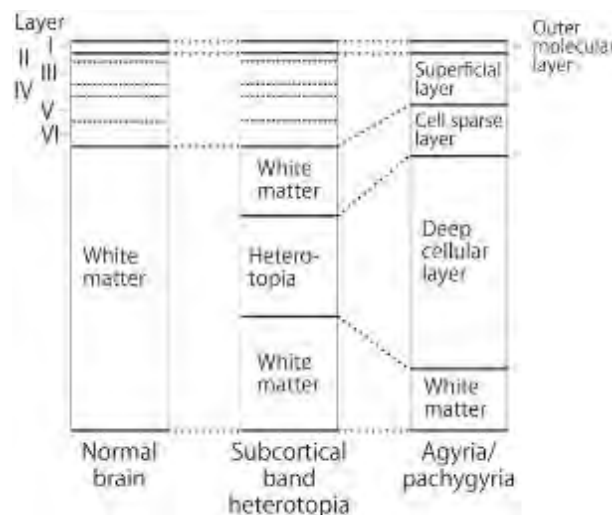 Layer
I
II
III
IV
V
VI
Outer
molecular
layer
Superficial
layer
Cell sparse
layer
White
matter
White
matter
Hetero-
topia
White
matter
Deep
cellular
layer
White
matter
Normal
brain
Subcortical
band
heterotopia
Agyria/
pachygyria